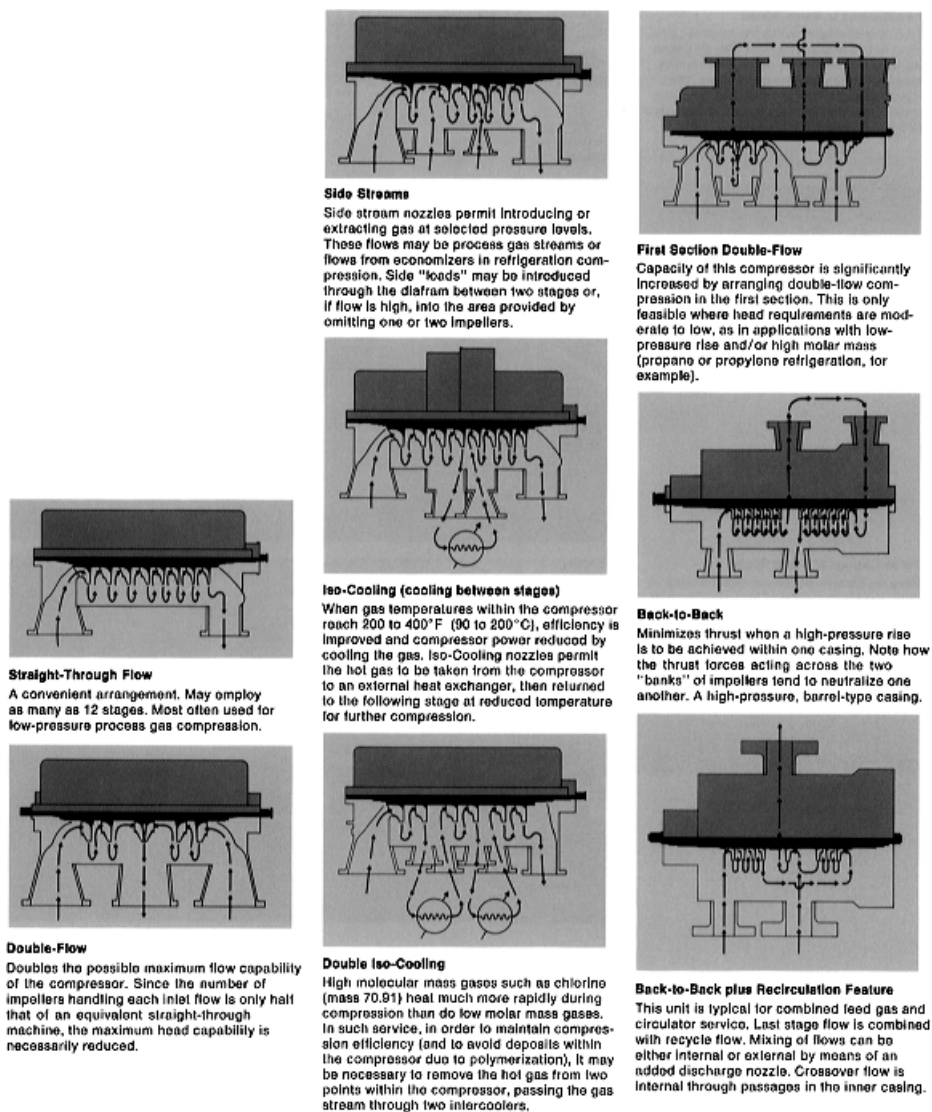 Straight-Through Flow
A convenient arrangement. May employ
as many as 12 stages. Most often used for
low-pressure process gas compression.
Double-Flow
Doubles the possible maximum flow capability
of the compressor. Since the number of
impellers handling each inlet flow is only half
that of an equivalent straight-through
machine, the maximum head capability is
necessarily reduced.
Side Streams
Side stream nozzles permit introducing or
extracting gas at selected pressure levels.
These flows may be process gas streams or
flows from economizers in refrigeration com-
pression. Side "loads" may be introduced
through the diafram between two stages or,
if flow is high, into the area provided by
omitting one or two impellers.
Iso-Cooling (cooling between stages)
When gas temperatures within the compressor
reach 200 to 400°F (90 to 200°C), efficiency is
improved and compressor power reduced by
cooling the gas. Iso-Cooling nozzles permit
the hot gas to be taken from the compressor
to an external heat exchanger, then returned
to the following stage at reduced temperature
for further compression.
Double Iso-Cooling
High molecular mass gases such as chlorine
(mass 70.91) heat much more rapidly during
compression than do low molar mass gases.
In such service, in order to maintain compres-
sion efficiency (and to avoid deposits within
the compressor due to polymerization), it may
be necessary to remove the hot gas from two
points within the compressor, passing the gas
stream through two intercoolers.
First Section Double-Flow
Capacity of this compressor is significantly
increased by arranging double-flow com-
pression in the first section. This is only
feasible where head requirements are mod-
erate to low, as in applications with low-
pressure rise and/or high molar mass
(propane or propylene refrigeration, for
example).
Back-to-Back
Minimizes thrust when a high-pressure rise
is to be achieved within one casing. Note how
the thrust forces acting across the two
"banks" of impellers tend to neutralize one
another. A high-pressure, barrel-type casing.
Back-to-Back plus Recirculation Feature
This unit is typical for combined feed gas and
circulator service. Last stage flow is combined
with recycle flow. Mixing of flows can be
either internal or external by means of an
added discharge nozzle. Crossover flow is
internal through passages in the inner casing.